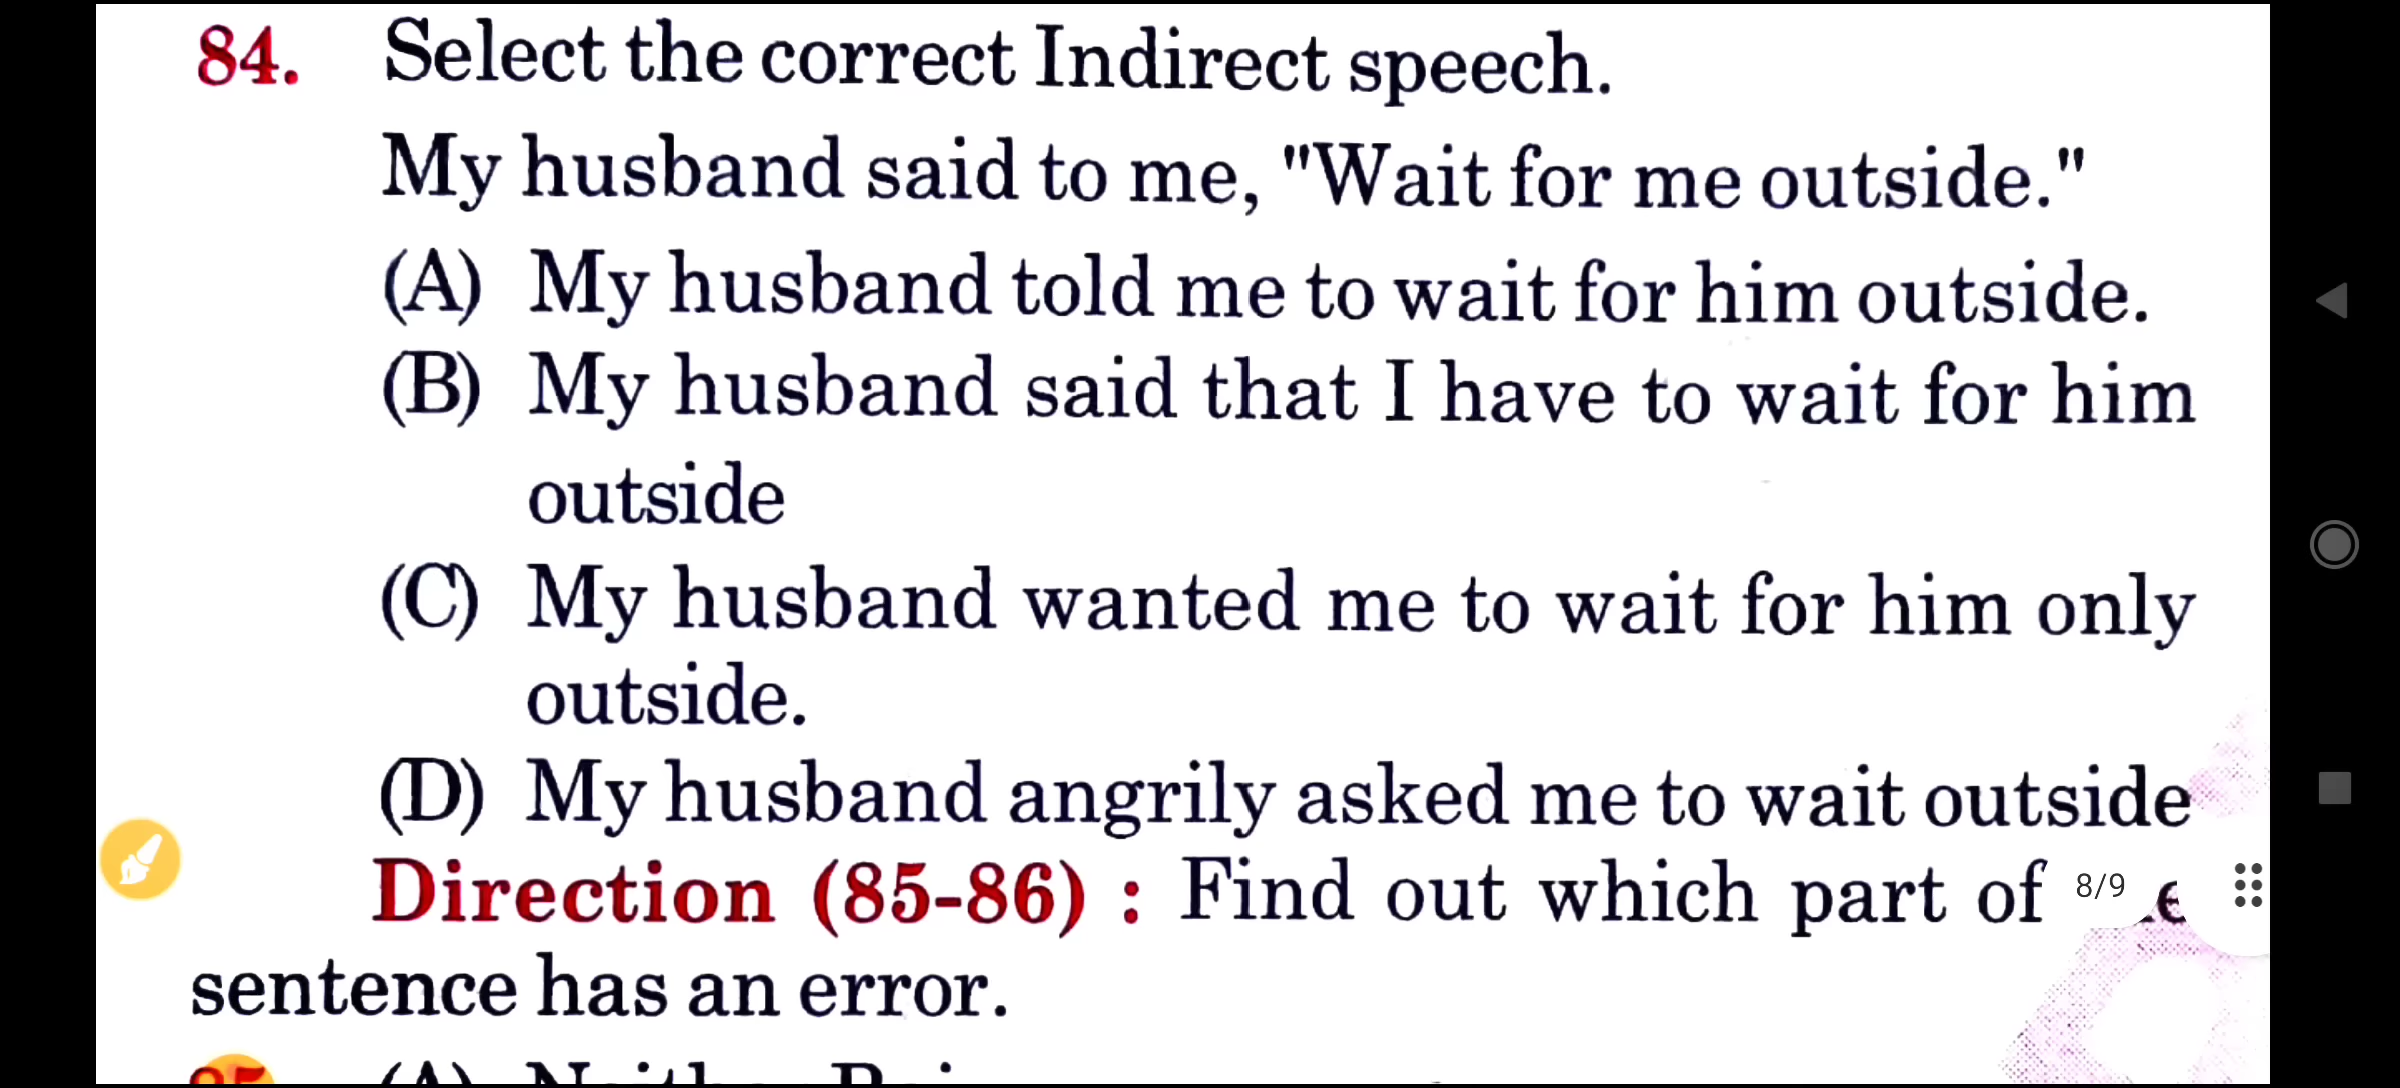 84. Select the correct Indirect speech.
My husband said to me, "Wait for me outside."
(A) My husband told me to wait for him outside.
(B) My husband said that I have to wait for him
outside
(C) My husband wanted me to wait for him only
outside.
(D) My husband angrily asked me to wait outside
Direction (85-86) : Find out which part of
8/9
sentence has an error.